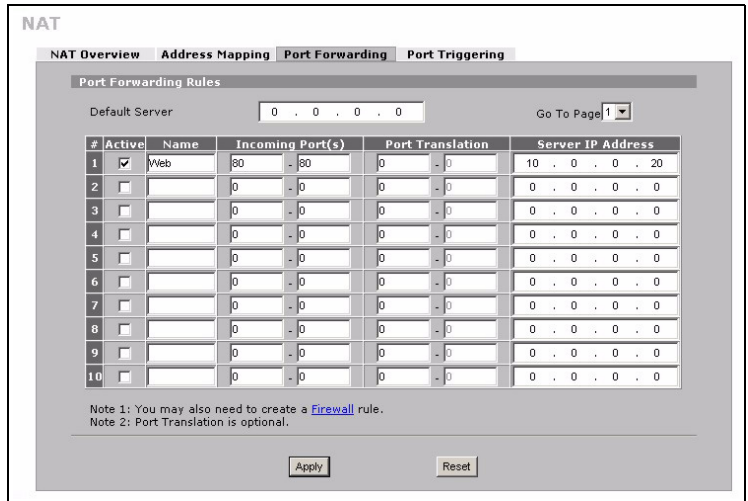 NAT
NAT Overview Address Mapping Port Forwarding Port Triggering
Port Forwarding Rules
Default Server 0 . 0 . 0 . 0 Go To Page 1
# Active Name Incoming Port(s) Port Translation Server IP Address
1 Web 80 - 80 0 - 0 10 . 0 . 0 . 20
2 0 - 0 0 - 0 0 . 0 . 0 . 0
3 0 - 0 0 - 0 0 . 0 . 0 . 0
4 0 - 0 0 - 0 0 . 0 . 0 . 0
5 0 - 0 0 - 0 0 . 0 . 0 . 0
6 0 - 0 0 - 0 0 . 0 . 0 . 0
7 0 - 0 0 - 0 0 . 0 . 0 . 0
8 0 - 0 0 - 0 0 . 0 . 0 . 0
9 0 - 0 0 - 0 0 . 0 . 0 . 0
10 0 - 0 0 - 0 0 . 0 . 0 . 0
Note 1: You may also need to create a Firewall rule.
Note 2: Port Translation is optional.
Apply Reset